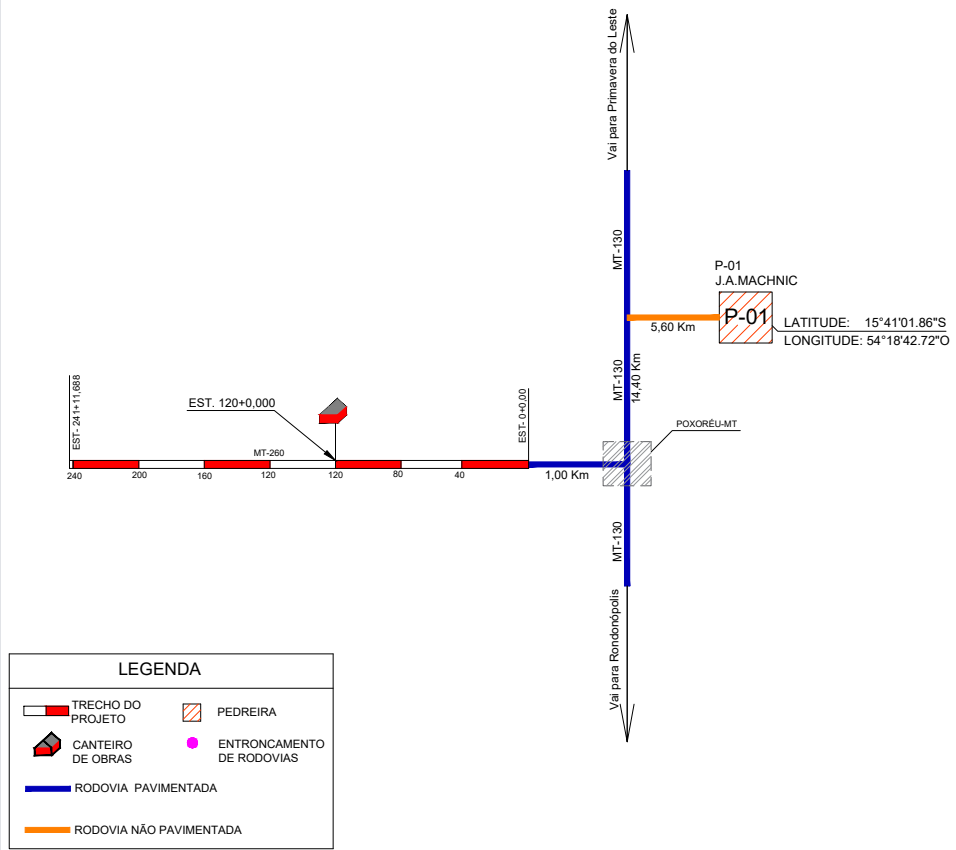 Vai para Primavera do Leste
MT-130
P-01
J.A.MACHNIC
P-01
LATITUDE: 15°41'01.86"S
LONGITUDE: 54°18'42.72"O
5,60 Km
MT-130
14,40 Km
EST- 241+11,688
EST. 120+0,000
EST- 0+0,00
POXORÉU-MT
MT-260
240
200
160
120
120
80
40
1,00 Km
MT-130
Vai para Rondonópolis
LEGENDA
TRECHO DO
PROJETO
PEDREIRA
CANTEIRO
DE OBRAS
ENTRONCAMENTO
DE RODOVIAS
RODOVIA PAVIMENTADA
RODOVIA NÃO PAVIMENTADA